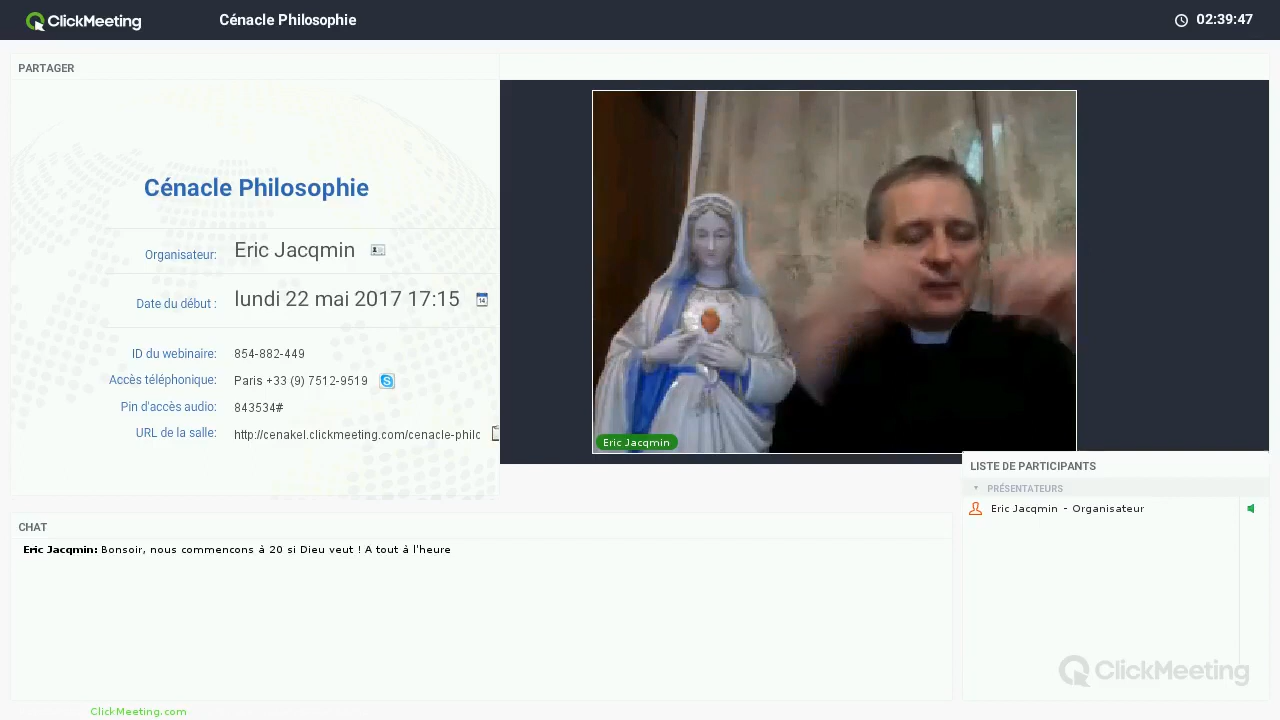 ClickMeeting
Cénacle Philosophie
02:39:47
PARTAGER
Cénacle Philosophie
Organisateur: Eric Jacqmin
Date du début : lundi 22 mai 2017 17:15
14
ID du webinaire: 854-882-449
Accès téléphonique: Paris +33 (9) 7512-9519
Pin d'accès audio: 843534#
URL de la salle: http://cenakel.clickmeeting.com/cenacle-philc
Eric Jacqmin
LISTE DE PARTICIPANTS
PRÉSENTATEURS
Eric Jacqmin - Organisateur
CHAT
Eric Jacqmin: Bonsoir, nous commencons à 20 si Dieu veut ! A tout à l'heure
ClickMeeting
ClickMeeting.com